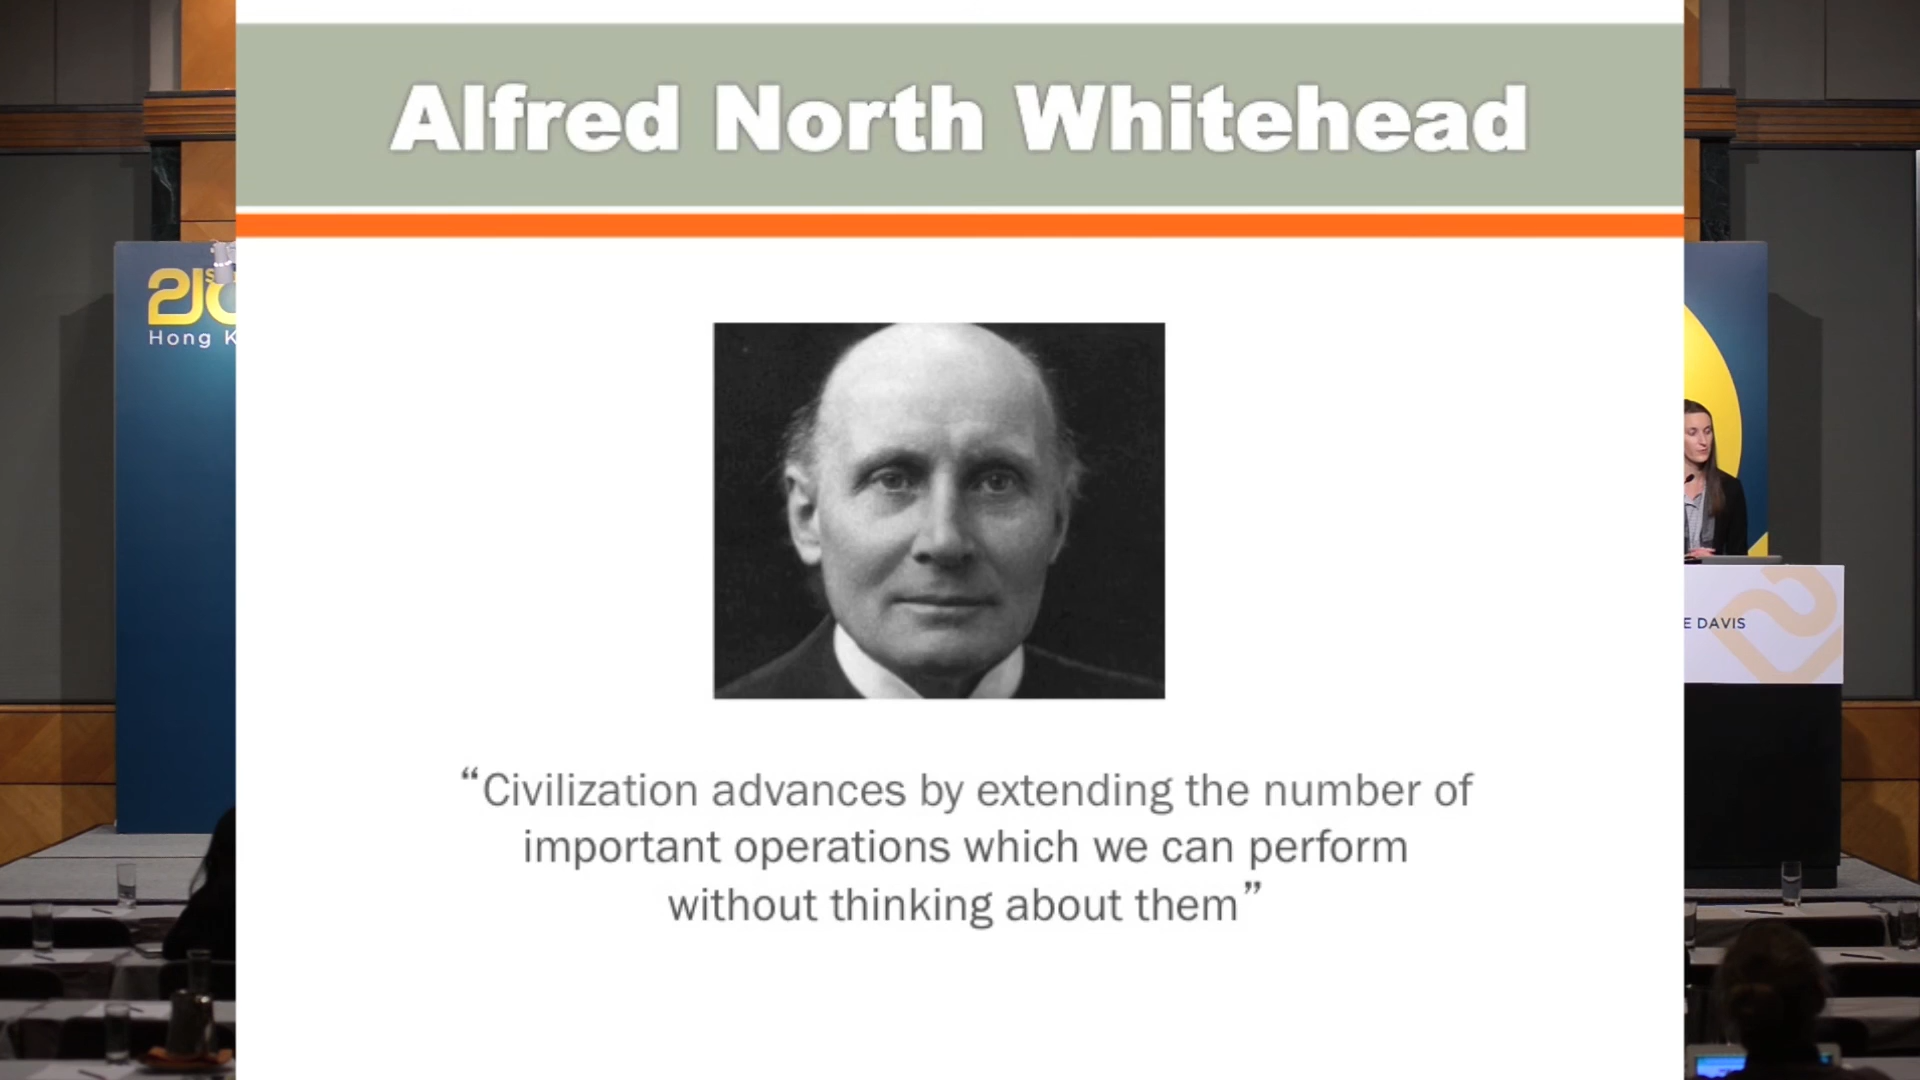 Alfred North Whitehead
Hong K
E DAVIS
“Civilization advances by extending the number of
important operations which we can perform
without thinking about them”